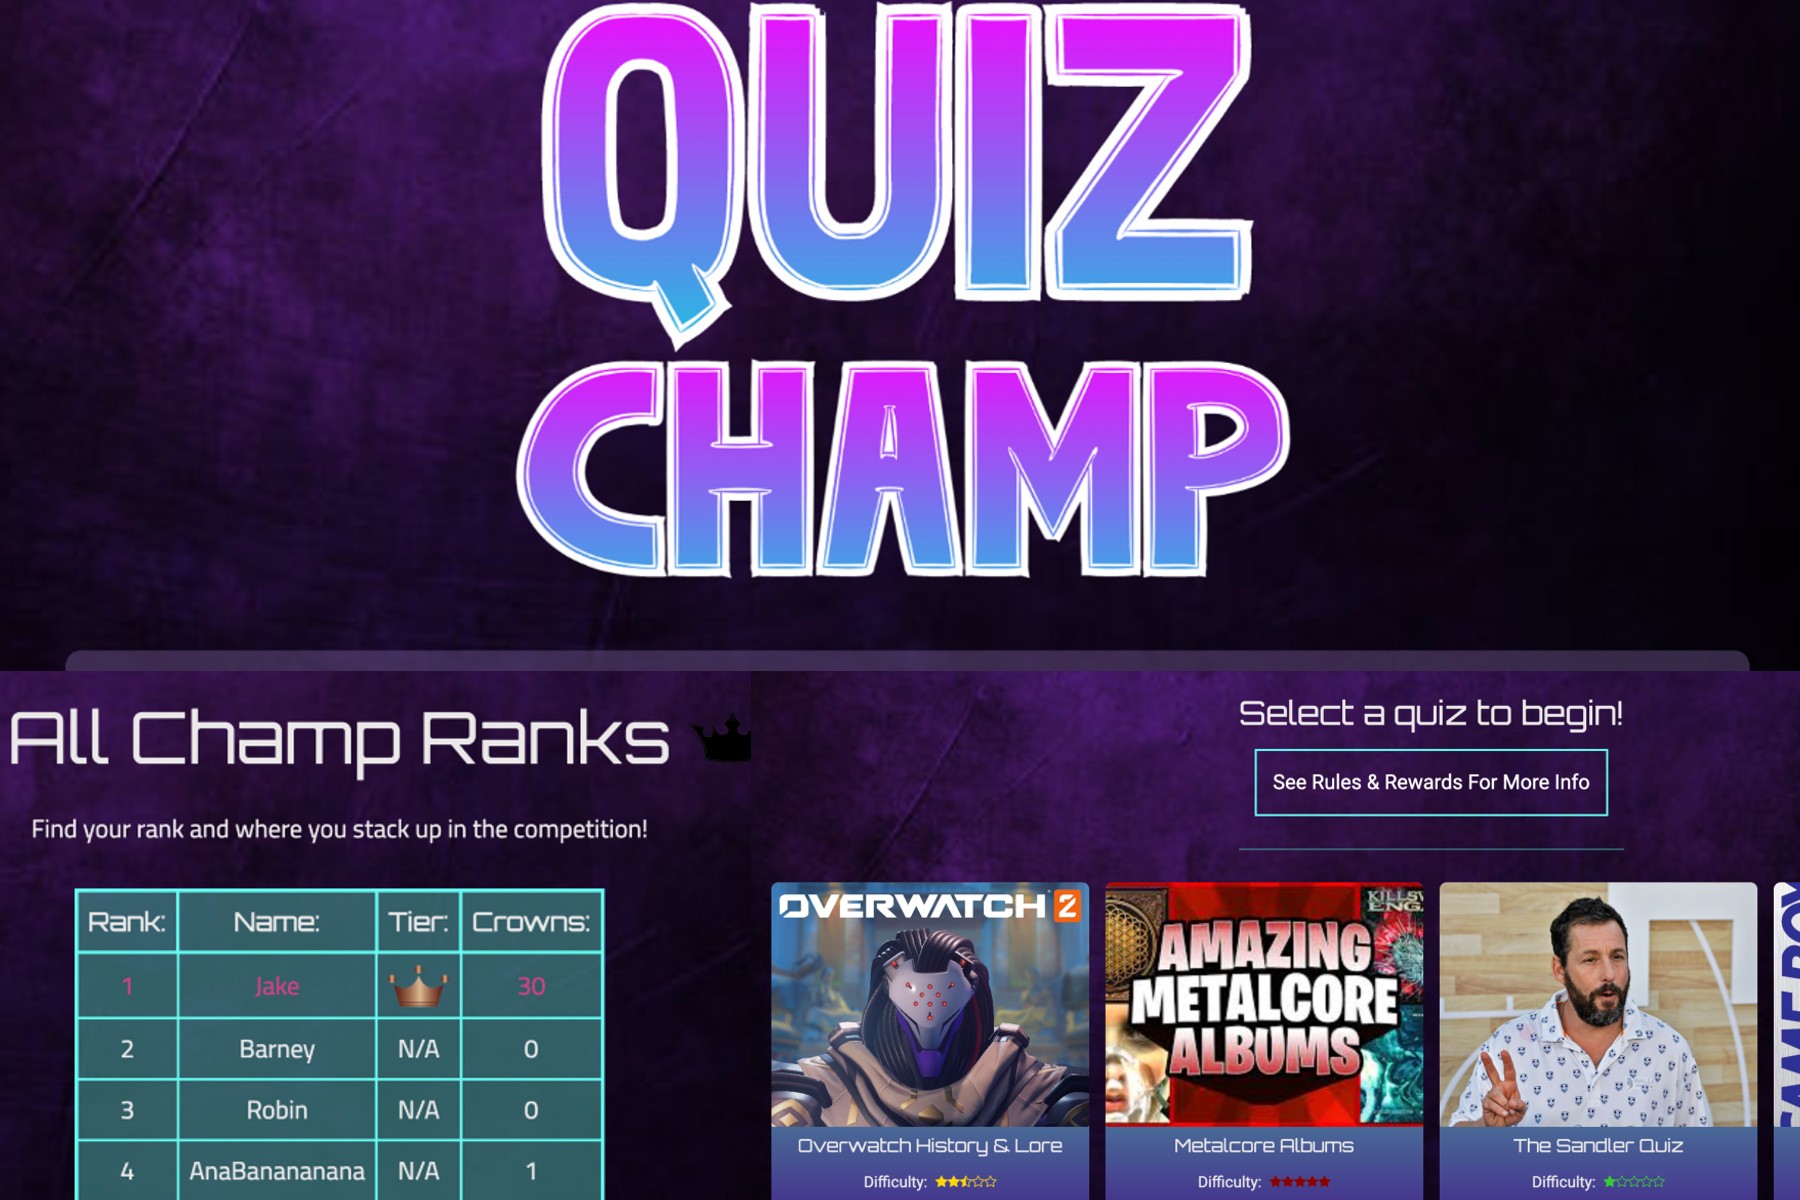 QUIZ
CHAMP
All Champ Ranks
Find your rank and where you stack up in the competition!
Rank: Name: Tier: Crowns:
1 Jake 30
2 Barney N/A 0
3 Robin N/A 0
4 AnaBanananana N/A 1
Select a quiz to begin!
See Rules & Rewards For More Info
OVERWATCH 2
Overwatch History & Lore
Difficulty:
AMAZING
METALCORE
ALBUMS
Metalcore Albums
Difficulty:
The Sandler Quiz
Difficulty: